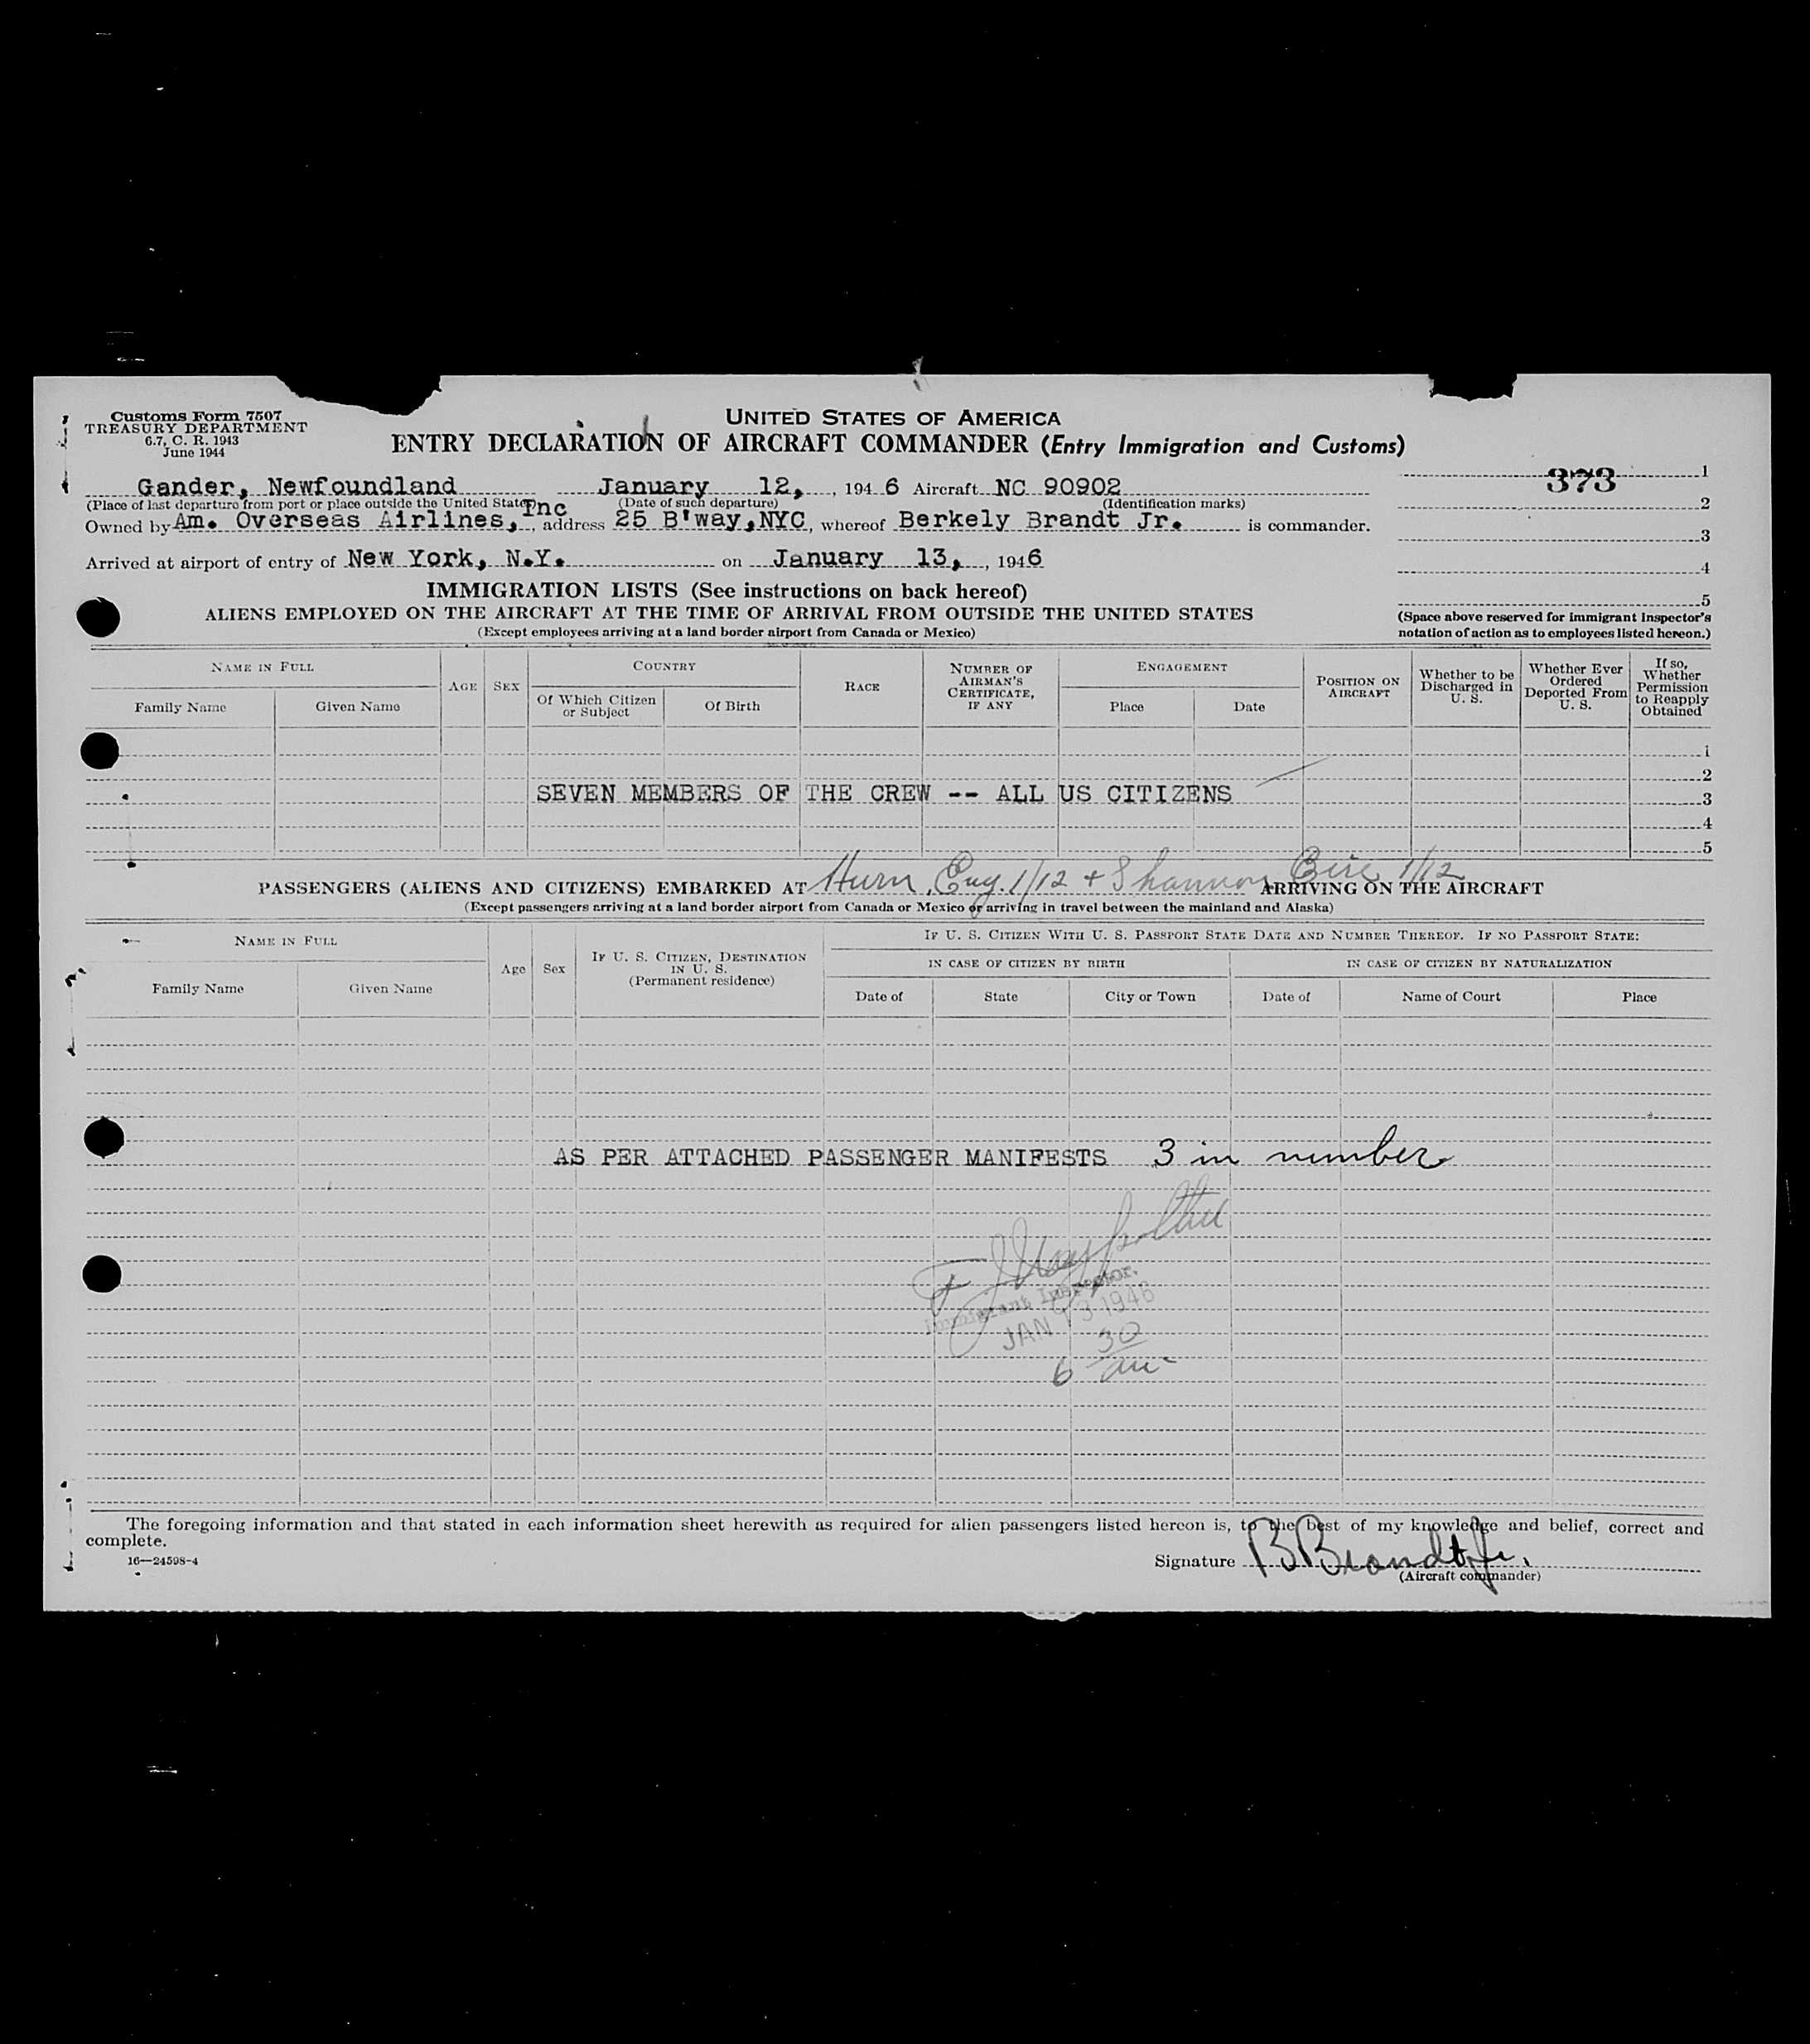 Customs Form 7507
TREASURY DEPARTMENT
6.7, C. R. 1943
June 1944
UNITED STATES OF AMERICA
ENTRY DECLARATION OF AIRCRAFT COMMANDER (Entry Immigration and Customs)
373
Gander, Newfoundland January 12, , 1946 Aircraft NC 90902
(Place of last departure from port or place outside the United States) (Date of such departure) (Identification marks)
Owned by Am. Overseas Airlines, Inc , address 25 B'way, NYC , whereof Berkely Brandt Jr. is commander.
Arrived at airport of entry of New York, N.Y. on January 13, , 1946
1
2
3
4
5
(Space above reserved for immigrant Inspector's
notation of action as to employees listed hereon.)
IMMIGRATION LISTS (See instructions on back hereof)
ALIENS EMPLOYED ON THE AIRCRAFT AT THE TIME OF ARRIVAL FROM OUTSIDE THE UNITED STATES
(Except employees arriving at a land border airport from Canada or Mexico)
NAME IN FULL
Family Name
Given Name
AGE
SEX
COUNTRY
Of Which Citizen
or Subject
Of Birth
RACE
NUMBER OF
AIRMAN'S
CERTIFICATE,
IF ANY
ENGAGEMENT
Place
Date
POSITION ON
AIRCRAFT
Whether to be
Discharged in
U. S.
Whether Ever
Ordered
Deported From
U. S.
If so,
Whether
Permission
to Reapply
Obtained
1
2
SEVEN MEMBERS OF THE CREW -- ALL US CITIZENS 3
4
5
PASSENGERS (ALIENS AND CITIZENS) EMBARKED AT Hurn, Eng. 1/12 + Shannon Eire 1/12 ARRIVING ON THE AIRCRAFT
(Except passengers arriving at a land border airport from Canada or Mexico or arriving in travel between the mainland and Alaska)
NAME IN FULL
Family Name
Given Name
Age
Sex
IF U. S. CITIZEN, DESTINATION
IN U. S.
(Permanent residence)
IF U. S. CITIZEN WITH U. S. PASSPORT STATE DATE AND NUMBER THEREOF. IF NO PASSPORT STATE:
IN CASE OF CITIZEN BY BIRTH
IN CASE OF CITIZEN BY NATURALIZATION
Date of
State
City or Town
Date of
Name of Court
Place
AS PER ATTACHED PASSENGER MANIFESTS 3 in number
Immigrant Inspector.
JAN 13 1946
6 30 am
The foregoing information and that stated in each information sheet herewith as required for alien passengers listed hereon is, to the best of my knowledge and belief, correct and
complete.
16—24598-4
Signature B Brandt Jr.
(Aircraft commander)